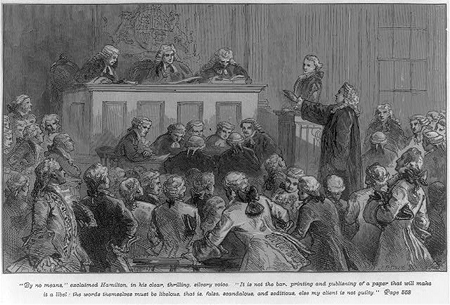 "By no means," exclaimed Hamilton, in his clear, thrilling, silvery voice. "It is not the bar, printing and publishing of a paper that will make
it a libel: the words themselves must be libelous, that is, false, scandalous, and seditious, else my client is not guilty." Page 553